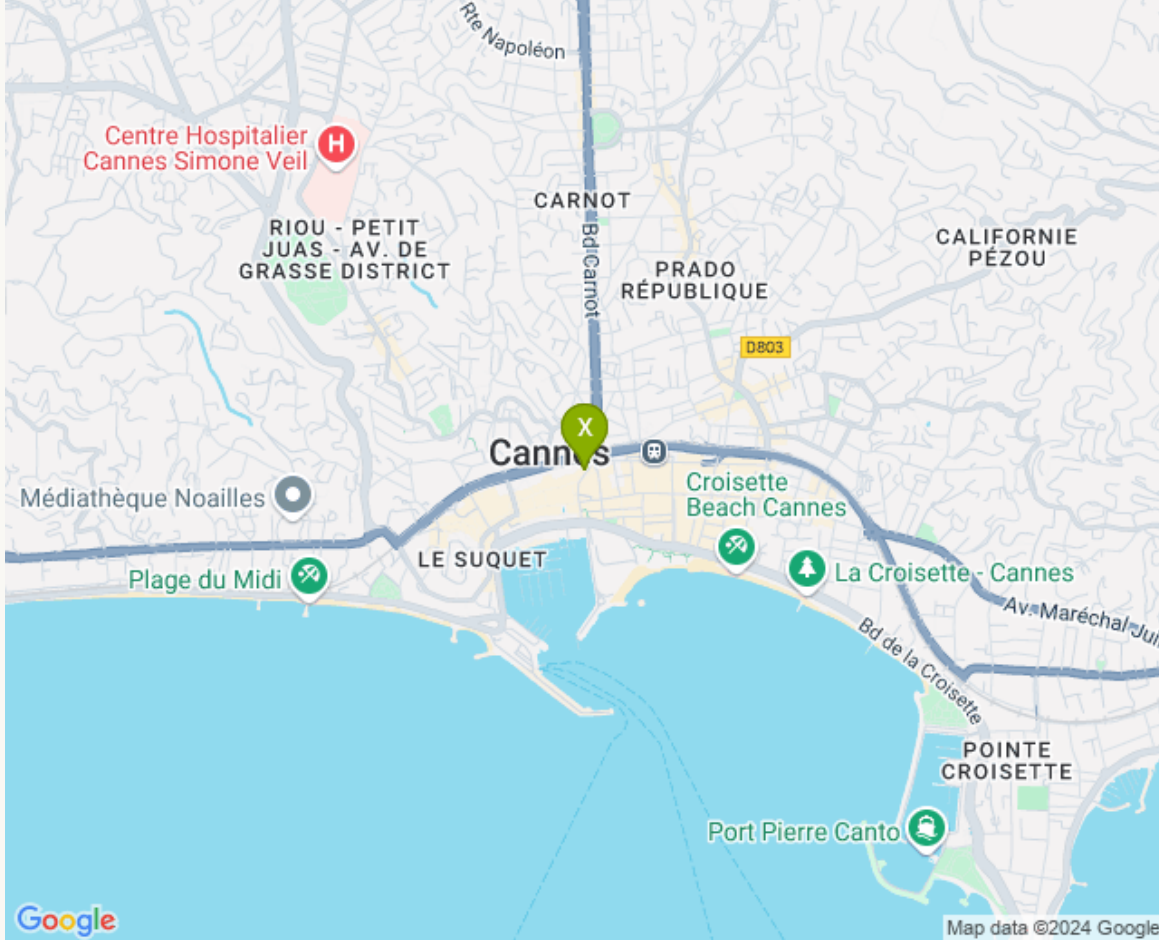 Rte Napoléon
Centre Hospitalier
Cannes Simone Veil
H
CARNOT
RIOU - PETIT
JUAS - AV. DE
GRASSE DISTRICT
Bd Carnot
CALIFORNIE
PÉZOU
PRADO
RÉPUBLIQUE
D803
X
Cannes
Médiathèque Noailles
Croisette
Beach Cannes
LE SUQUET
Plage du Midi
La Croisette - Cannes
Av. Maréchal Jui
Bd de la Croisette
POINTE
CROISETTE
Port Pierre Canto
Google
Map data ©2024 Google